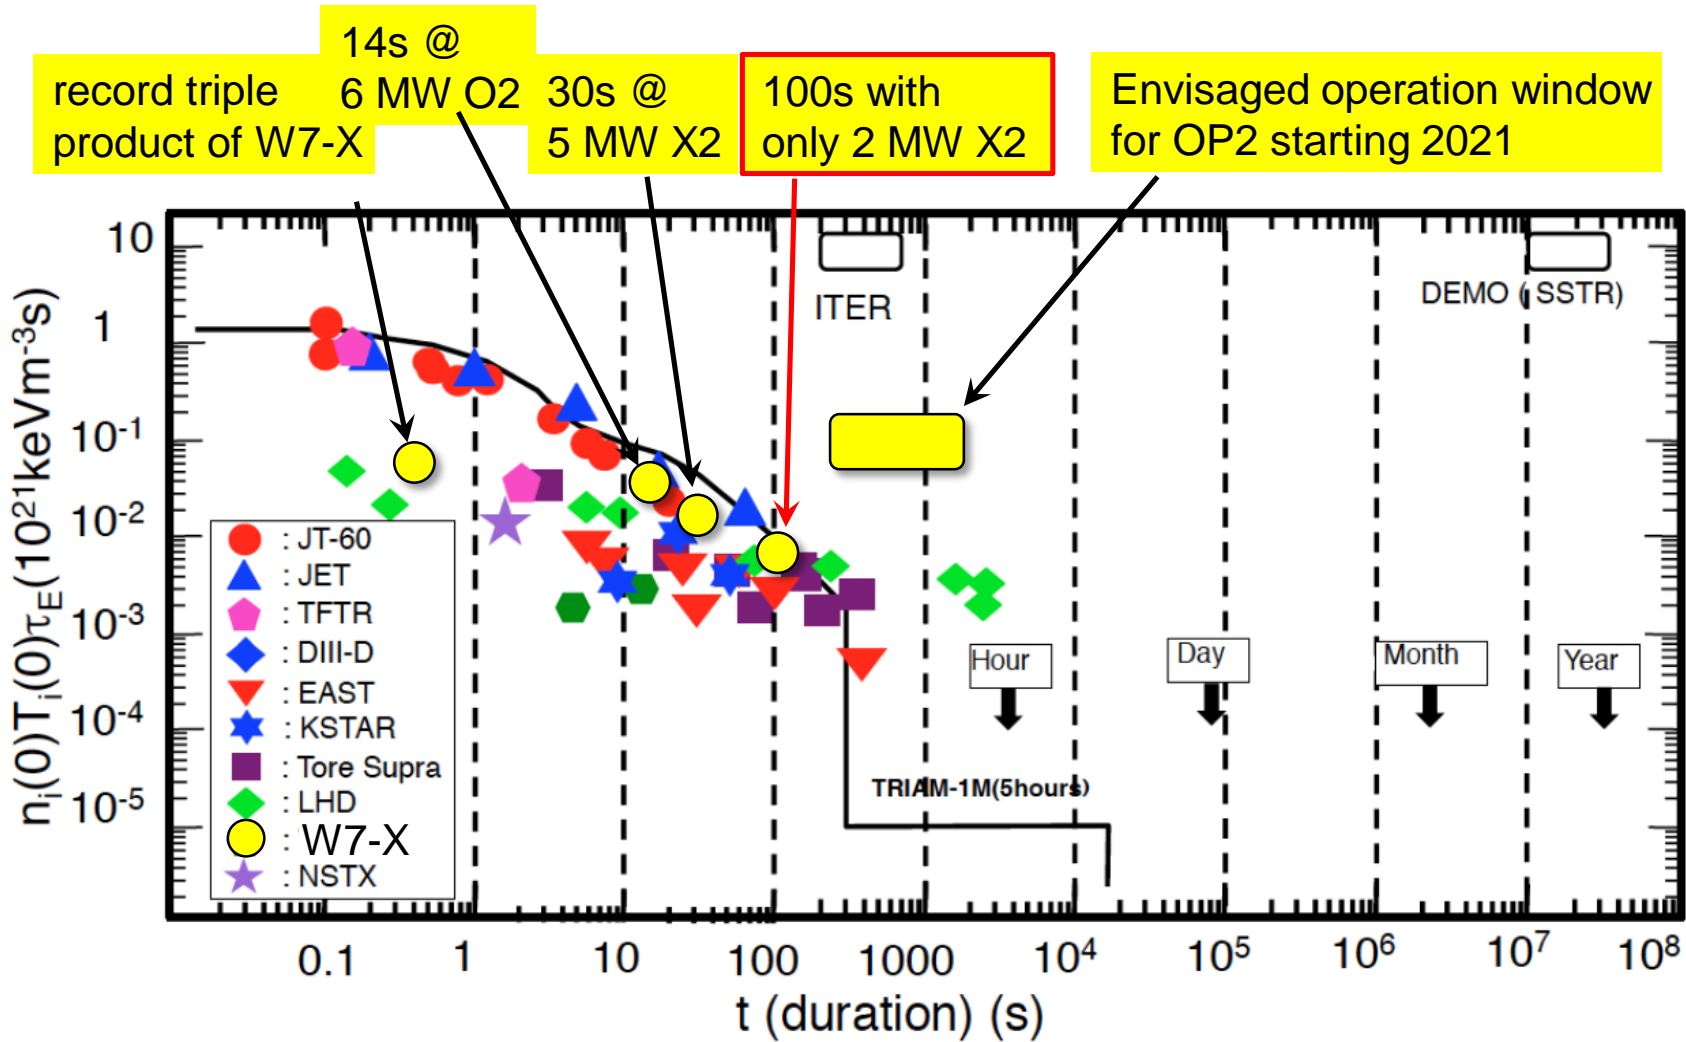 record triple
product of W7-X
14s @
6 MW O2
30s @
5 MW X2
100s with
only 2 MW X2
Envisaged operation window
for OP2 starting 2021
10
1
10⁻¹
10⁻²
10⁻³
10⁻⁴
10⁻⁵
nᵢ(0)Tᵢ(0)τE(10²¹keVm⁻³s)
ITER
DEMO ( SSTR)
: JT-60
: JET
: TFTR
: DIII-D
: EAST
: KSTAR
: Tore Supra
: LHD
: W7-X
: NSTX
Hour
Day
Month
Year
TRIAM-1M(5hours)
0.1
1
10
100
1000
10⁴
10⁵
10⁶
10⁷
10⁸
t (duration) (s)